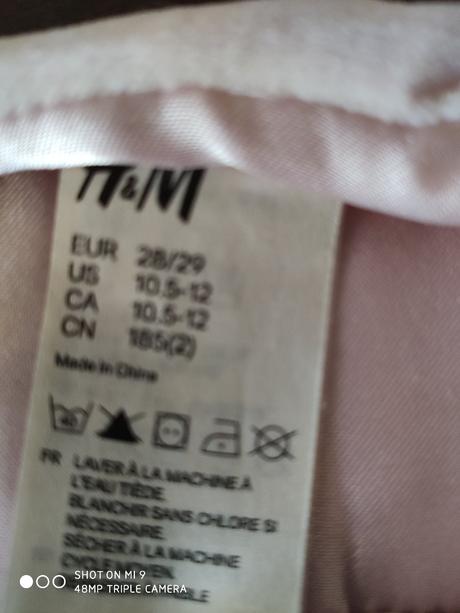 H&M
EUR 28/29
US 10.5-12
CA 10.5-12
CN 185(2)
Made in China
40
FR LAVER À LA MACHINE À
L'EAU TIÈDE.
BLANCHIR SANS CHLORE SI
NÉCESSAIRE.
SÉCHER À LA MACHINE
SHOT ON MI 9
48MP TRIPLE CAMERA